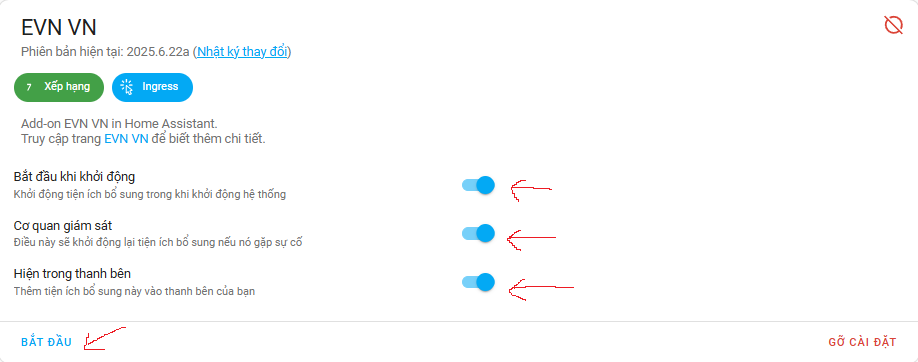 EVN VN
Phiên bản hiện tại: 2025.6.22a (Nhật ký thay đổi)
7 Xếp hạng Ingress
Add-on EVN VN in Home Assistant.
Truy cập trang EVN VN để biết thêm chi tiết.
Bắt đầu khi khởi động
Khởi động tiện ích bổ sung trong khi khởi động hệ thống
Cơ quan giám sát
Điều này sẽ khởi động lại tiện ích bổ sung nếu nó gặp sự cố
Hiện trong thanh bên
Thêm tiện ích bổ sung này vào thanh bên của bạn
BẮT ĐẦU GỠ CÀI ĐẶT